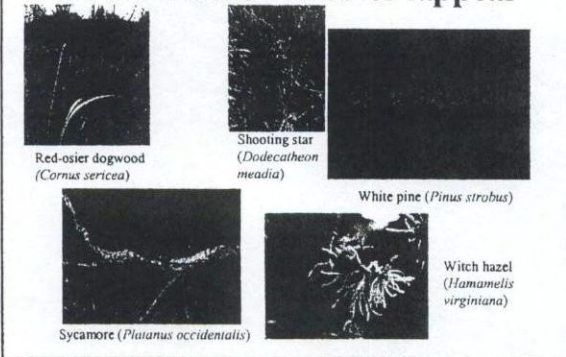 Red-osier dogwood
(Cornus sericea)
Shooting star
(Dodecatheon
meadia)
White pine (Pinus strobus)
Sycamore (Platanus occidentalis)
Witch hazel
(Hamamelis
virginiana)